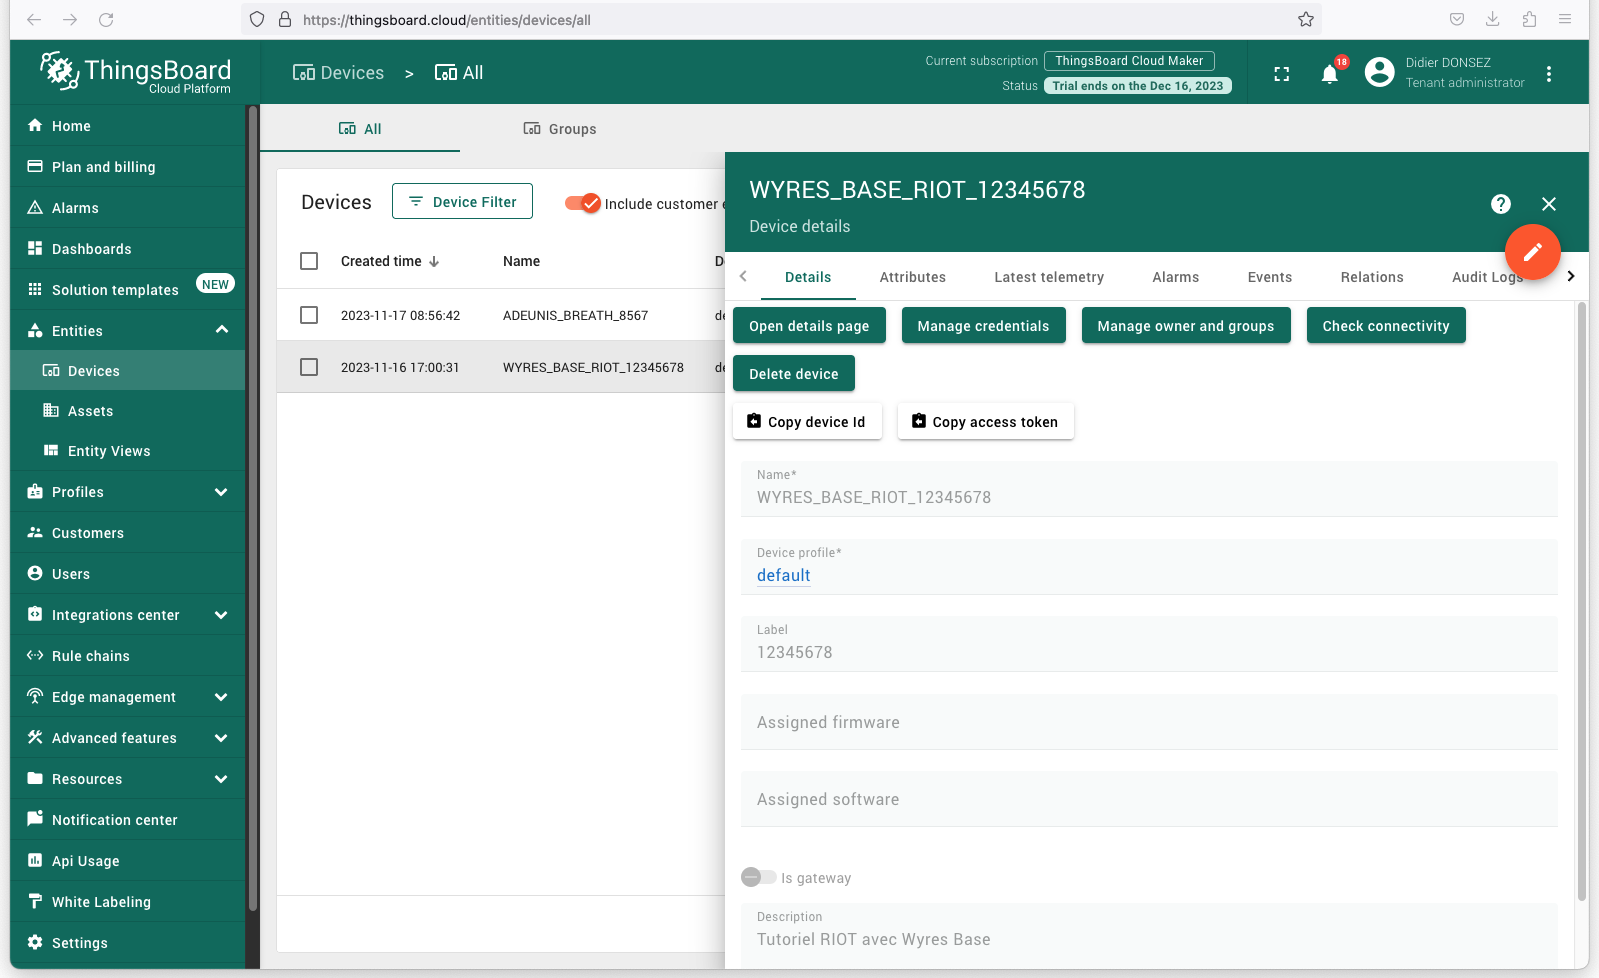 https://thingsboard.cloud/entities/devices/all
ThingsBoard
Cloud Platform
Devices > All
Current subscription ThingsBoard Cloud Maker
Status Trial ends on the Dec 16, 2023
18
Didier DONSEZ
Tenant administrator
Home
Plan and billing
Alarms
Dashboards
Solution templates NEW
Entities
Devices
Assets
Entity Views
Profiles
Customers
Users
Integrations center
Rule chains
Edge management
Advanced features
Resources
Notification center
Api Usage
White Labeling
Settings
All Groups
Devices Device Filter Include customer
Created time Name
2023-11-17 08:56:42 ADEUNIS_BREATH_8567
2023-11-16 17:00:31 WYRES_BASE_RIOT_12345678
WYRES_BASE_RIOT_12345678
Device details
Details Attributes Latest telemetry Alarms Events Relations Audit Logs
Open details page Manage credentials Manage owner and groups Check connectivity
Delete device
Copy device Id Copy access token
Name*
WYRES_BASE_RIOT_12345678
Device profile*
default
Label
12345678
Assigned firmware
Assigned software
Is gateway
Description
Tutoriel RIOT avec Wyres Base